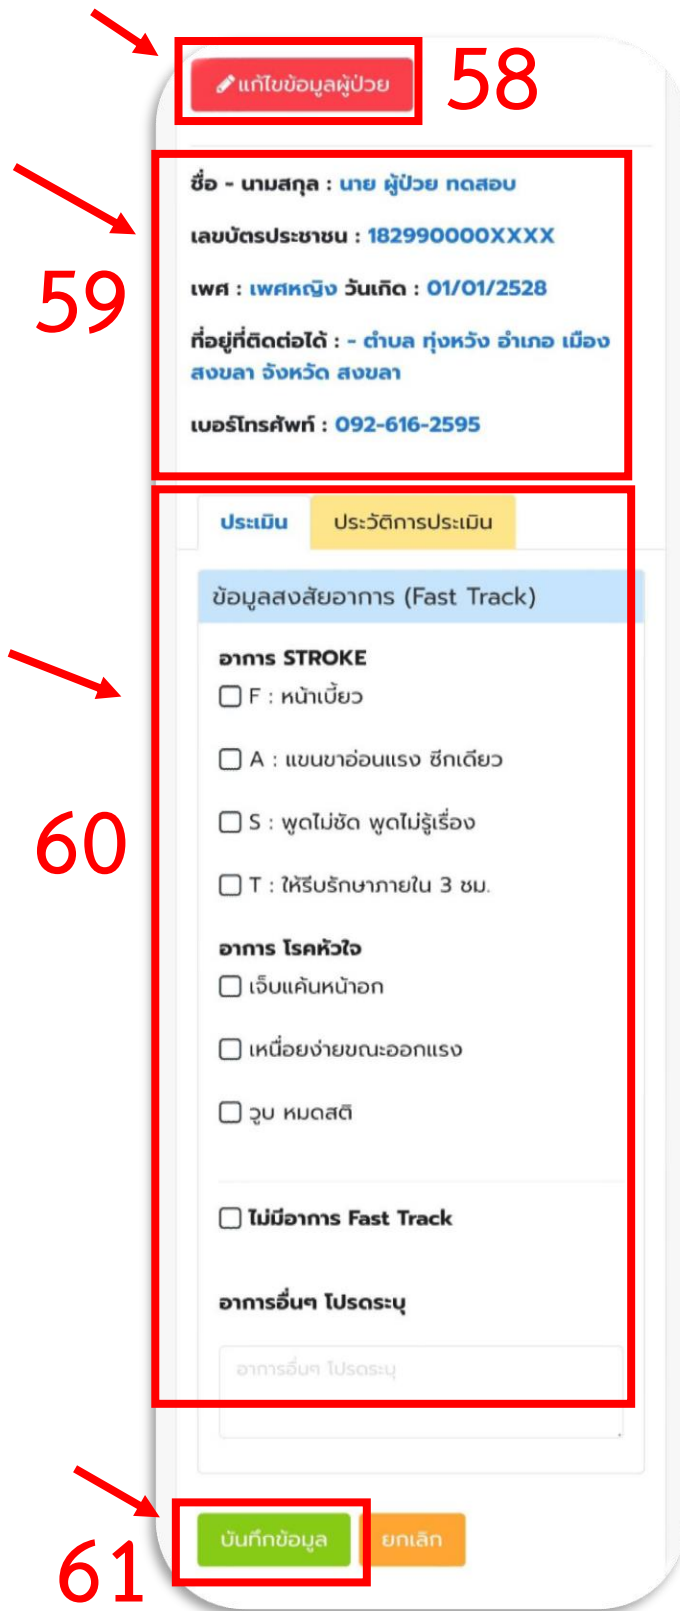 แก้ไขข้อมูลผู้ป่วย
58
ชื่อ - นามสกุล : นาย ผู้ป่วย ทดสอบ
เลขบัตรประชาชน : 182990000XXXX
59
เพศ : เพศหญิง วันเกิด : 01/01/2528
ที่อยู่ที่ติดต่อได้ : - ตำบล ทุ่งหวัง อำเภอ เมือง
สงขลา จังหวัด สงขลา
เบอร์โทรศัพท์ : 092-616-2595
ประเมิน ประวัติการประเมิน
ข้อมูลสงสัยอาการ (Fast Track)
อาการ STROKE
F : หน้าเบี้ยว
A : แขนขาอ่อนแรง ซีกเดียว
60
S : พูดไม่ชัด พูดไม่รู้เรื่อง
T : ให้รีบรักษาภายใน 3 ชม.
อาการ โรคหัวใจ
เจ็บแค้นหน้าอก
เหนื่อยง่ายขณะออกแรง
วูบ หมดสติ
ไม่มีอาการ Fast Track
อาการอื่นๆ โปรดระบุ
อาการอื่นๆ โปรดระบุ
61
บันทึกข้อมูล ยกเลิก